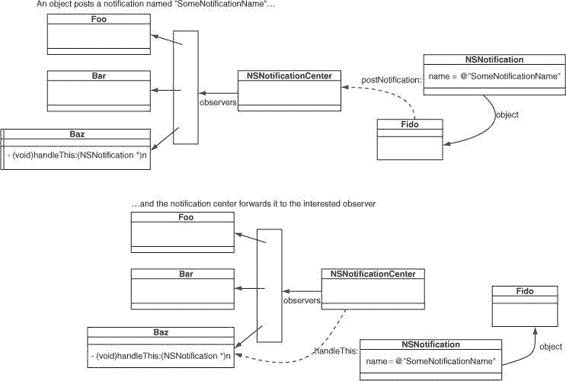 An object posts a notification named "SomeNotificationName"...
Foo
NSNotification
name = @"SomeNotificationName"
Bar
NSNotificationCenter
postNotification:
observers
object
Fido
Baz
- (void)handleThis:(NSNotification *)n
...and the notification center forwards it to the interested observer
Foo
Bar
NSNotificationCenter
Fido
observers
Baz
- (void)handleThis:(NSNotification *)n
handleThis:
NSNotification
object
name= @"SomeNotificationName"